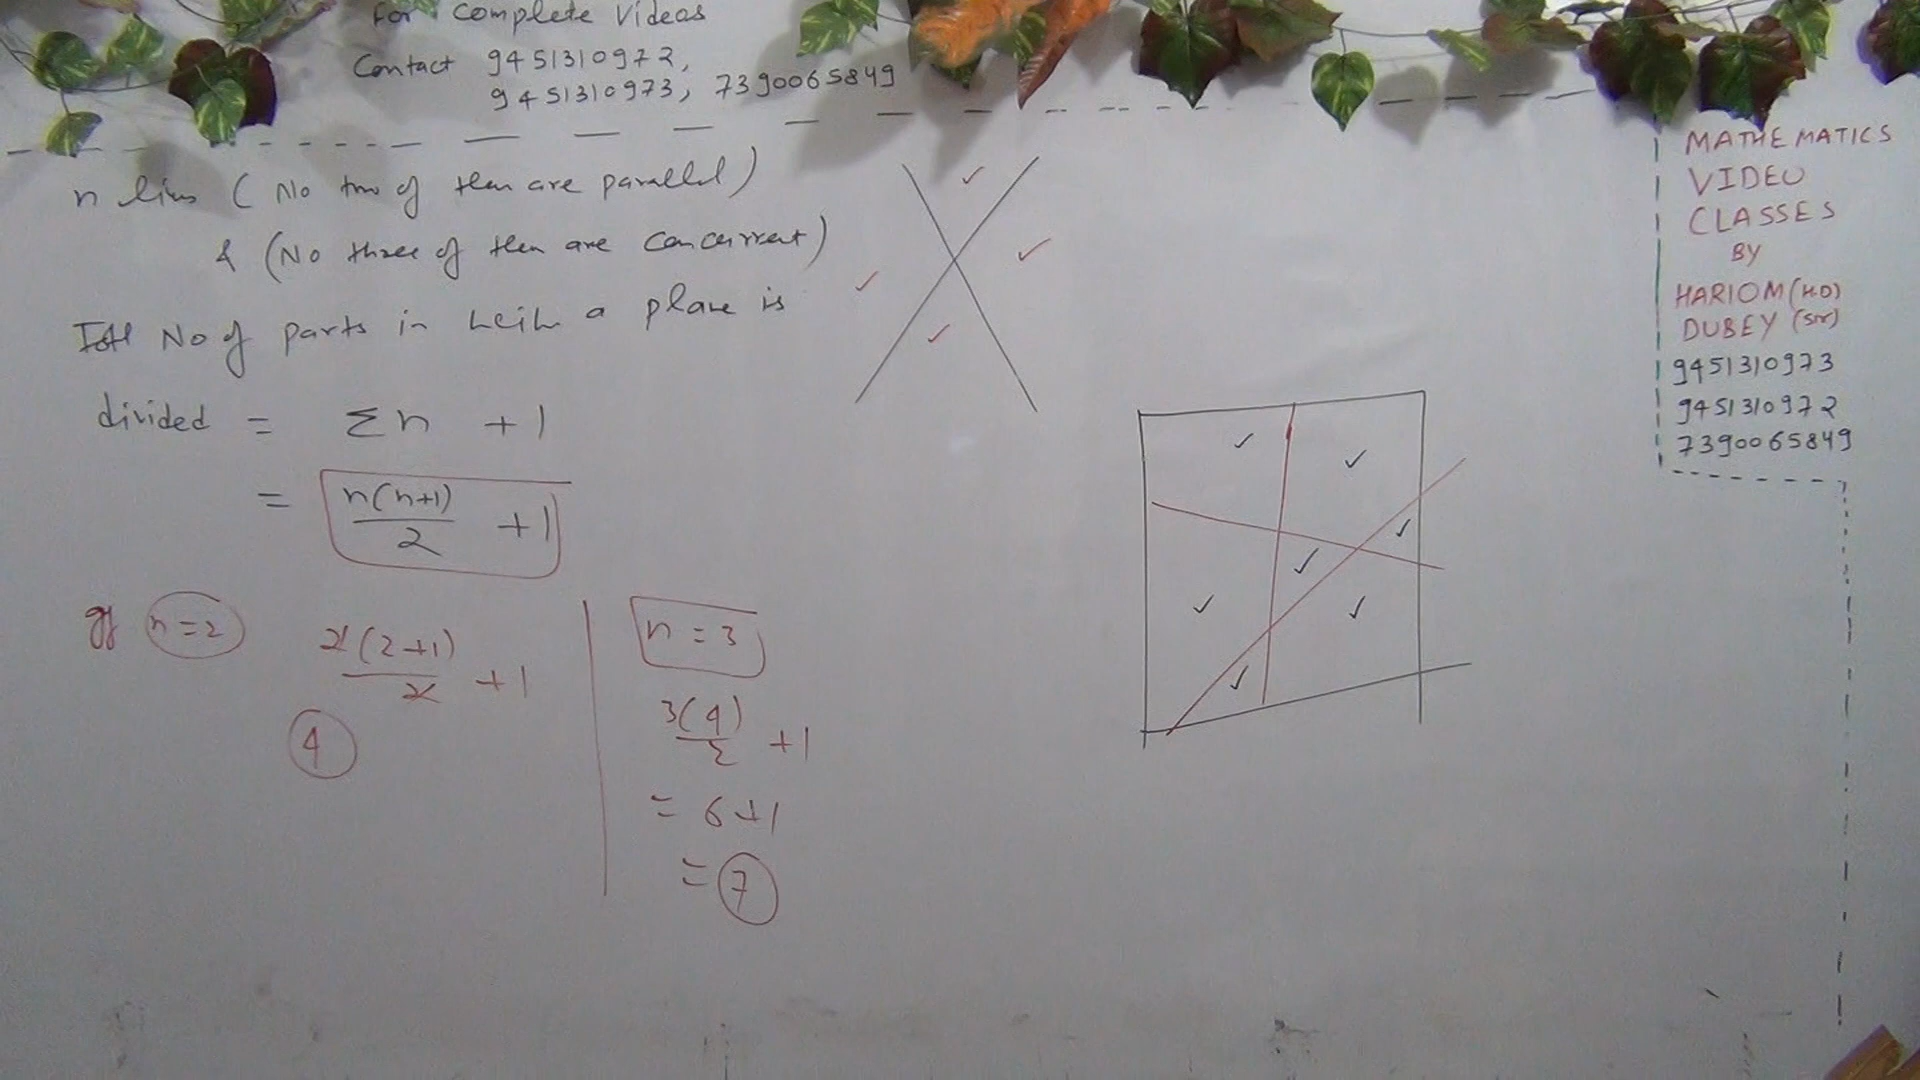 For Complete Videos
Contact 9451310972,
9451310973, 7390065849
n lines ( No two of them are parallel )
& (No three of them are concurrent)
Total No of parts in which a plane is
divided = Σn + 1
= n(n+1)/2 + 1
If n = 2
2(2+1)/2 + 1
4
n = 3
3(4)/2 + 1
= 6+1
= 7
MATHEMATICS
VIDEO
CLASSES
BY
HARIOM (H.D)
DUBEY (Sir)
9451310973
9451310972
7390065849